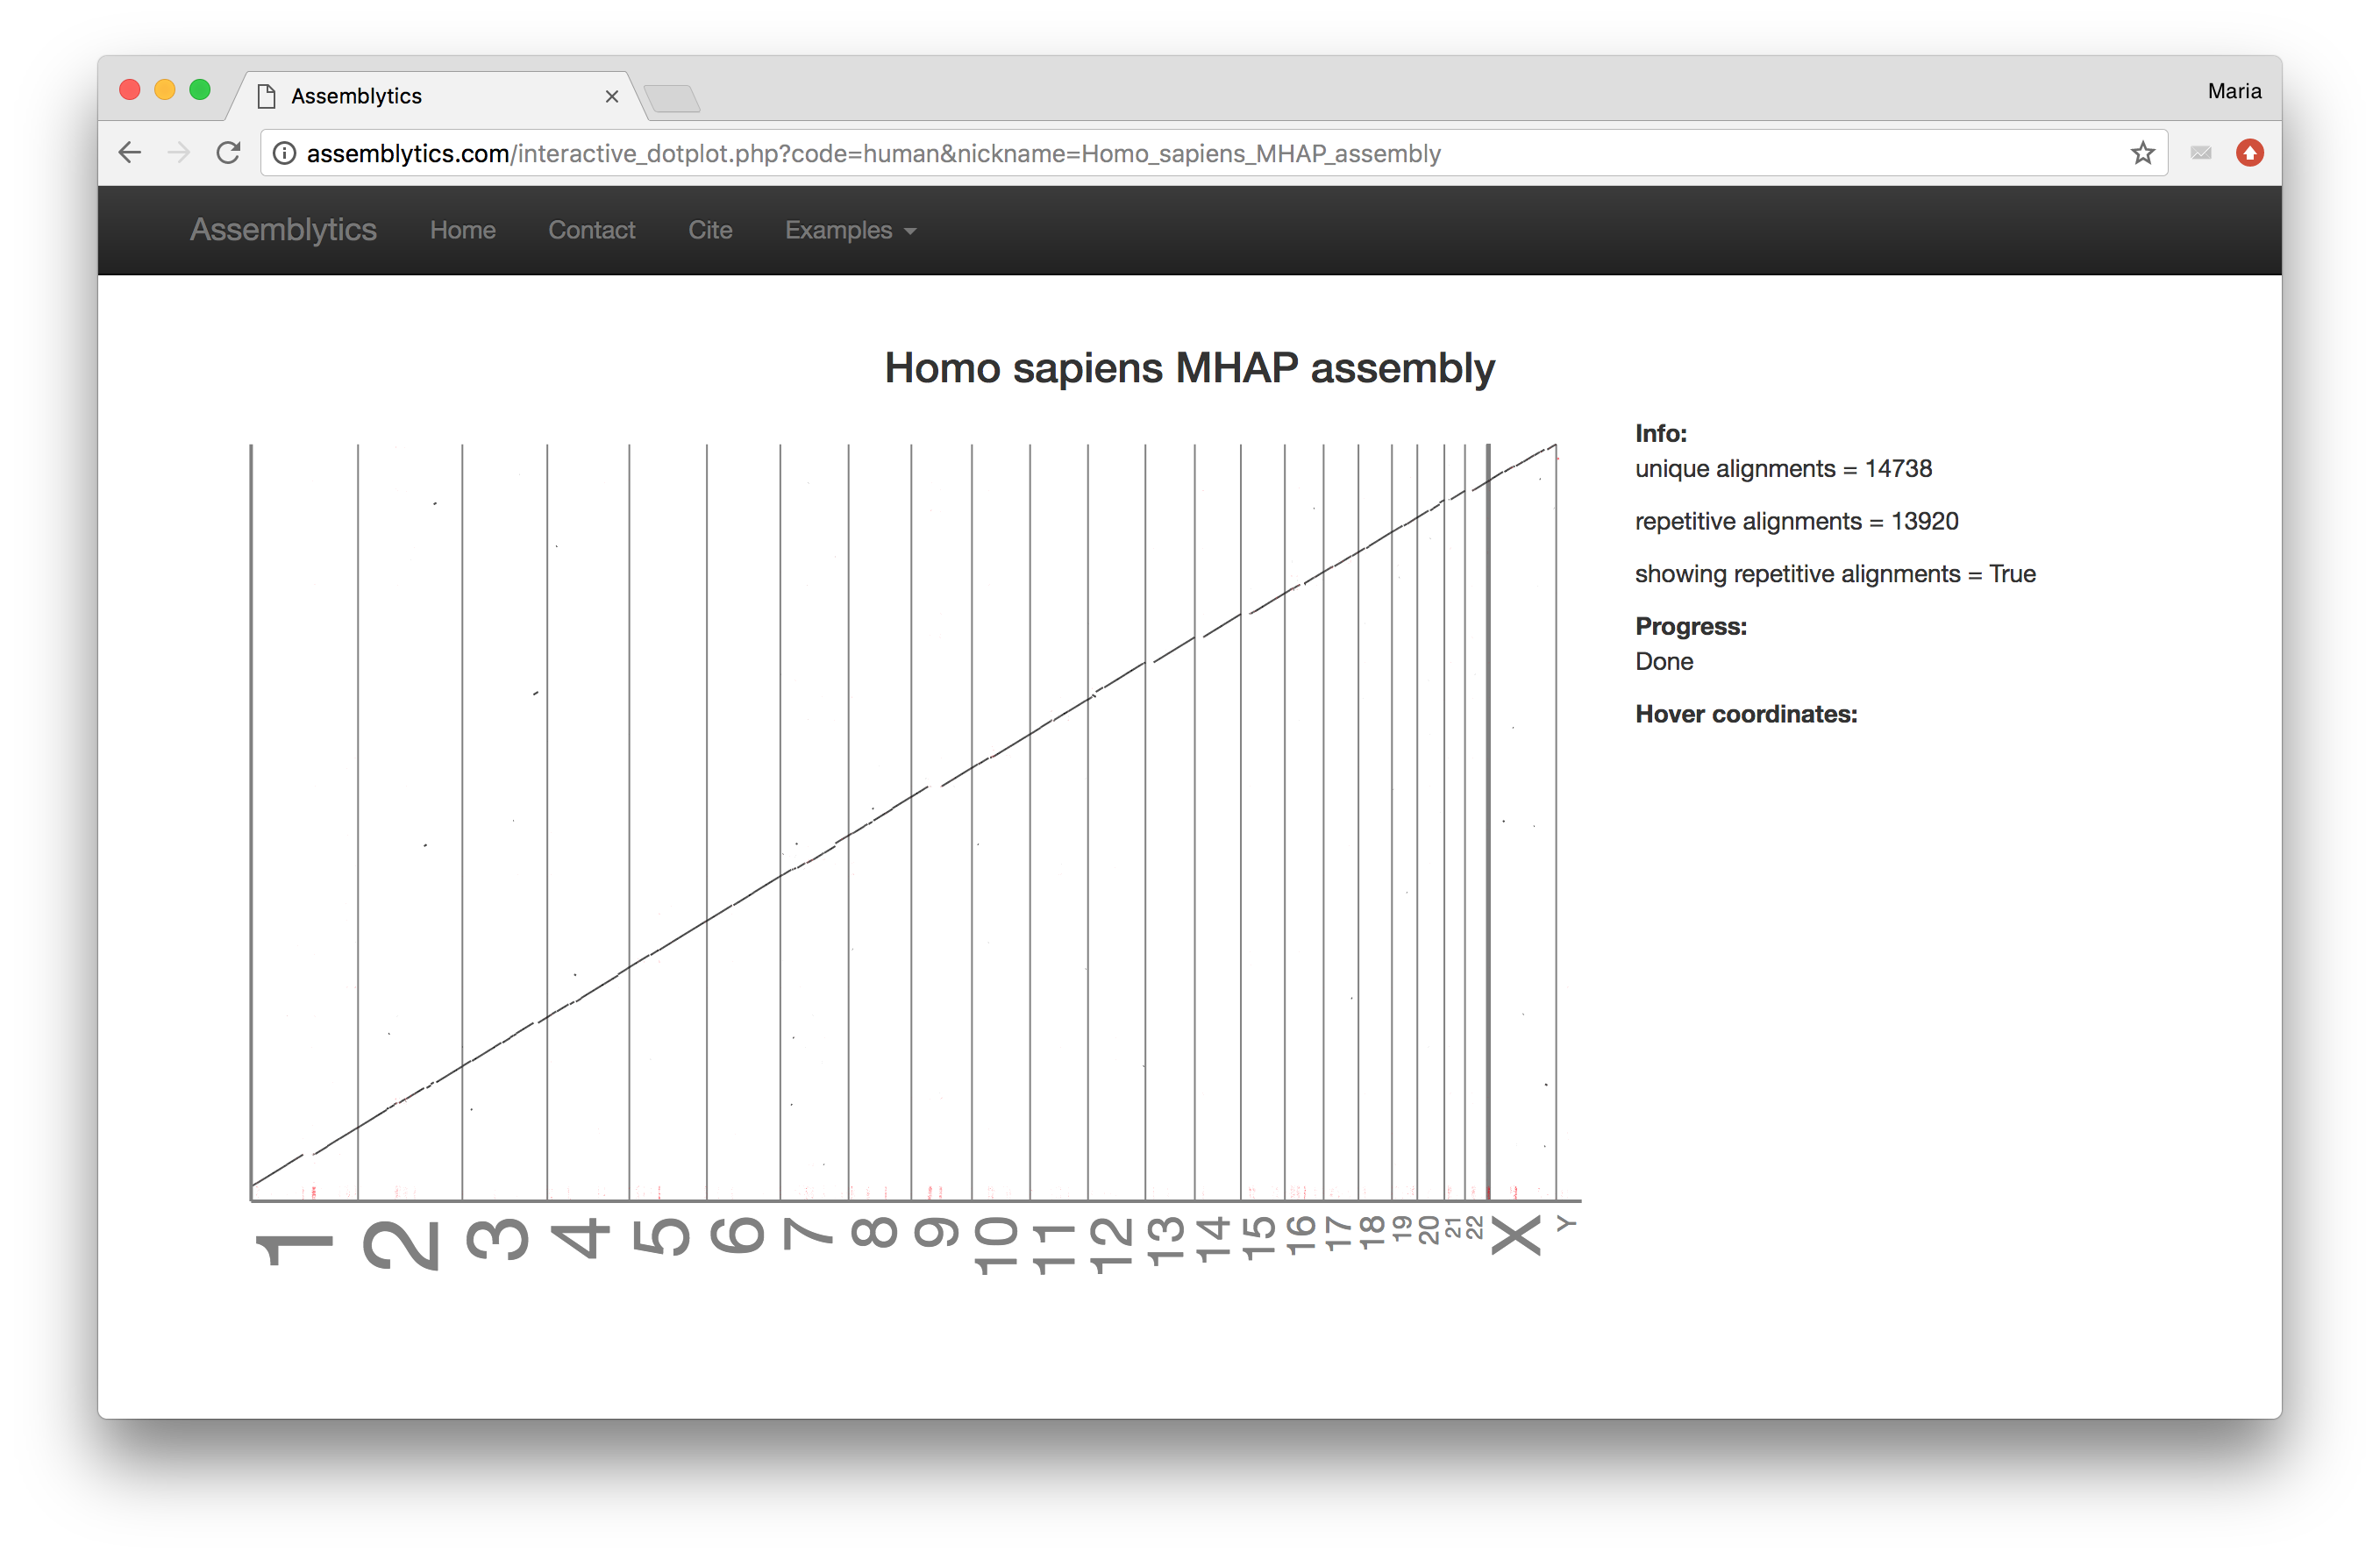 Assemblytics
Maria
assemblytics.com/interactive_dotplot.php?code=human&nickname=Homo_sapiens_MHAP_assembly
Assemblytics Home Contact Cite Examples
Homo sapiens MHAP assembly
Info:
unique alignments = 14738
repetitive alignments = 13920
showing repetitive alignments = True
Progress:
Done
Hover coordinates:
1 2 3 4 5 6 7 8 9 10 11 12 13 14 15 16 17 18 19 20 21 22 X Y